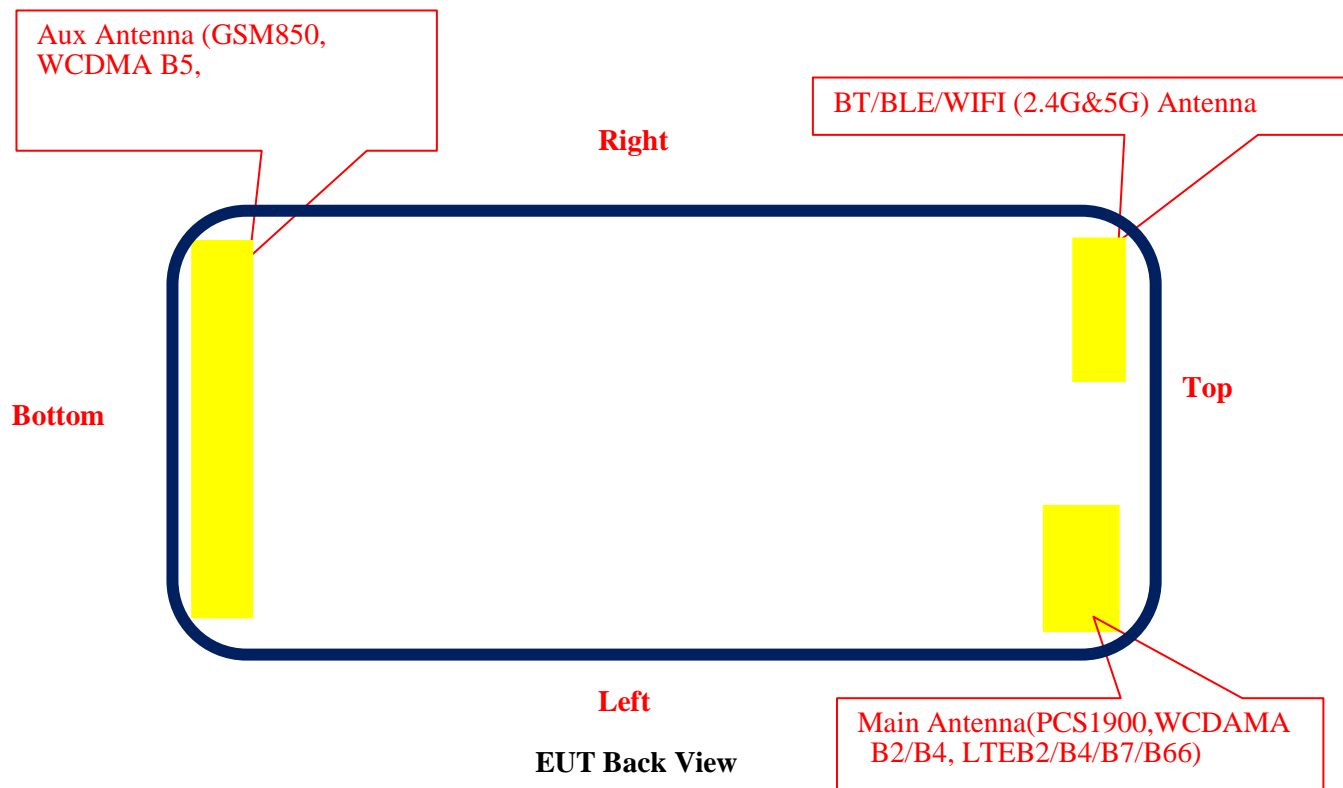 Aux Antenna (GSM850,
WCDMA B5,
BT/BLE/WIFI (2.4G&5G) Antenna
Right
Top
Bottom
Left
Main Antenna(PCS1900,WCDAMA
B2/B4, LTEB2/B4/B7/B66)
EUT Back View